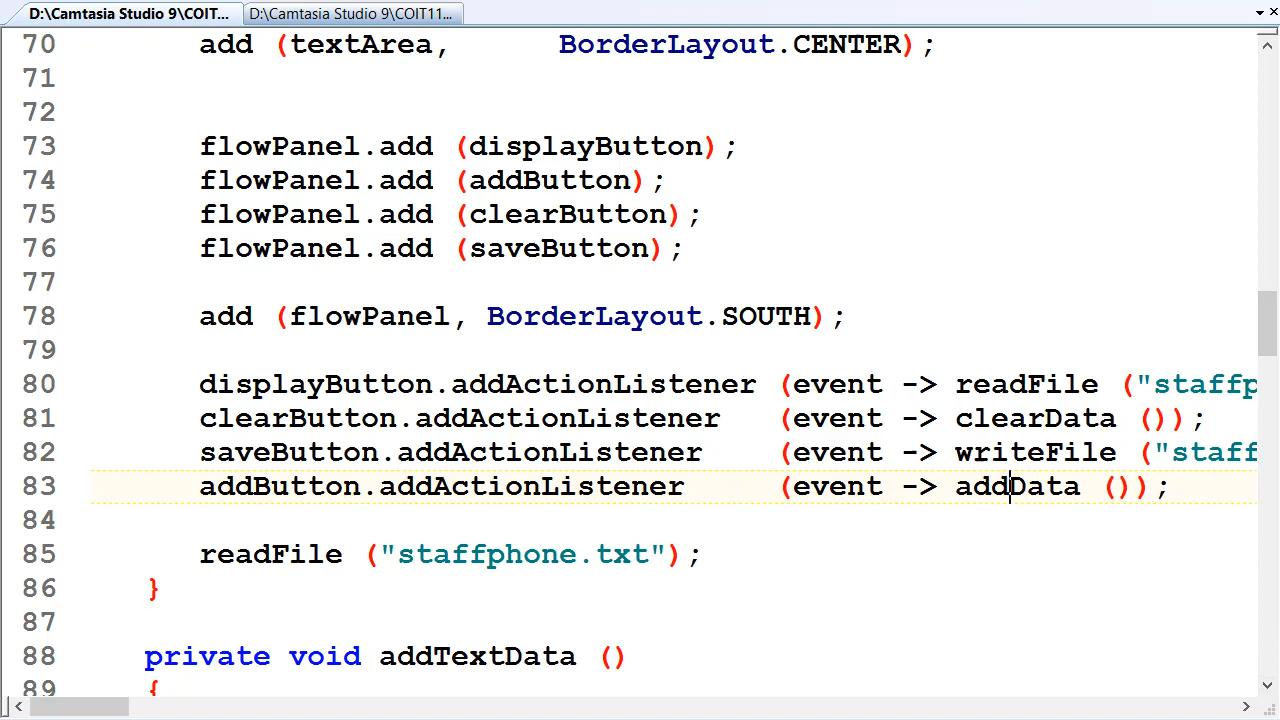 D:\Camtasia Studio 9\COIT... D:\Camtasia Studio 9\COIT11...
70 add (textArea, BorderLayout.CENTER);
71
72
73 flowPanel.add (displayButton);
74 flowPanel.add (addButton);
75 flowPanel.add (clearButton);
76 flowPanel.add (saveButton);
77
78 add (flowPanel, BorderLayout.SOUTH);
79
80 displayButton.addActionListener (event -> readFile ("staffp
81 clearButton.addActionListener (event -> clearData ());
82 saveButton.addActionListener (event -> writeFile ("staff
83 addButton.addActionListener (event -> addData ());
84
85 readFile ("staffphone.txt");
86 }
87
88 private void addTextData ()
89 {